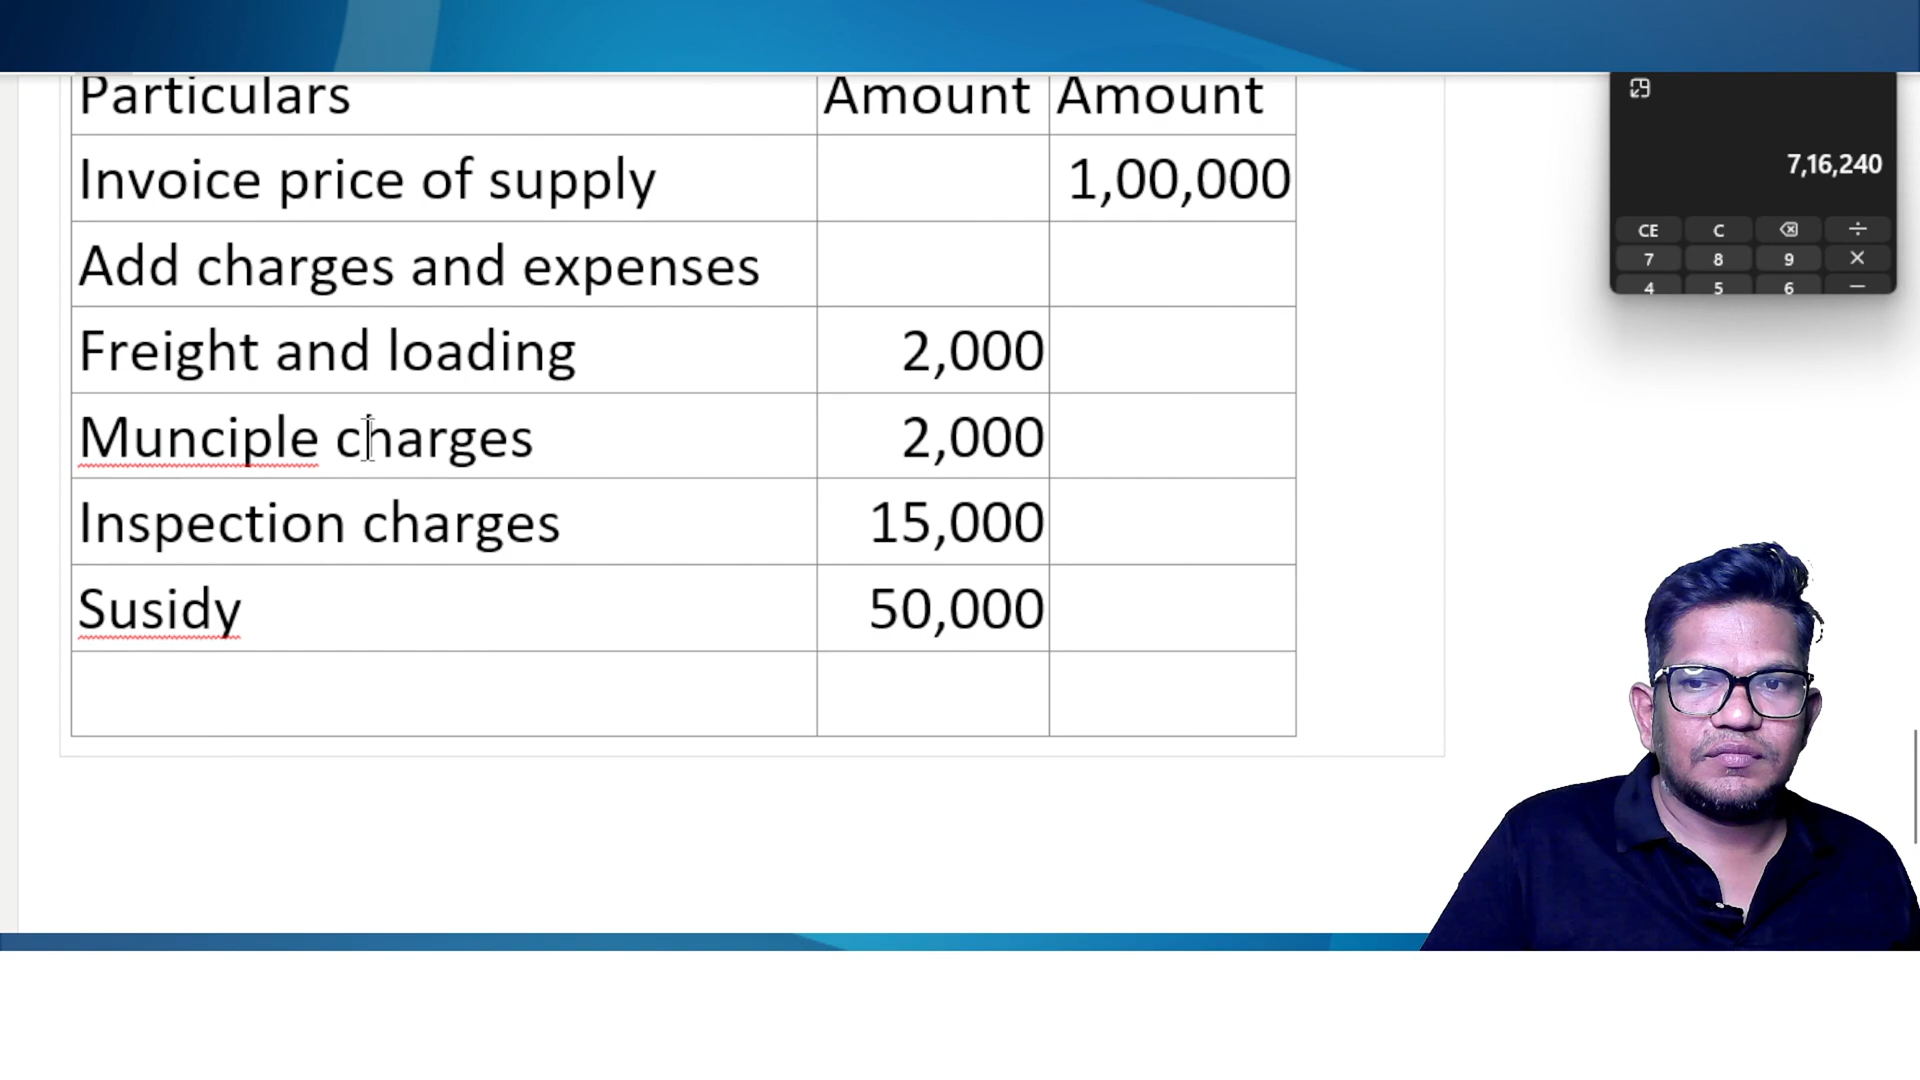 Particulars Amount Amount
Invoice price of supply 1,00,000
Add charges and expenses
Freight and loading 2,000
Munciple charges 2,000
Inspection charges 15,000
Susidy 50,000
7,16,240
CE C ⌫ ÷
7 8 9 ×
4 5 6 −